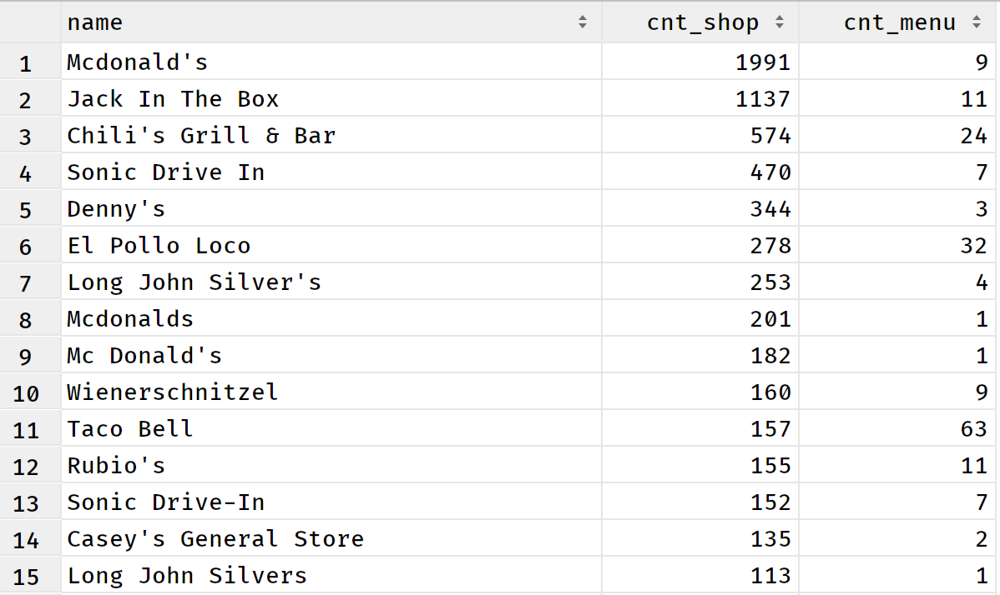 name cnt_shop cnt_menu
1 Mcdonald's 1991 9
2 Jack In The Box 1137 11
3 Chili's Grill & Bar 574 24
4 Sonic Drive In 470 7
5 Denny's 344 3
6 El Pollo Loco 278 32
7 Long John Silver's 253 4
8 Mcdonalds 201 1
9 Mc Donald's 182 1
10 Wienerschnitzel 160 9
11 Taco Bell 157 63
12 Rubio's 155 11
13 Sonic Drive-In 152 7
14 Casey's General Store 135 2
15 Long John Silvers 113 1